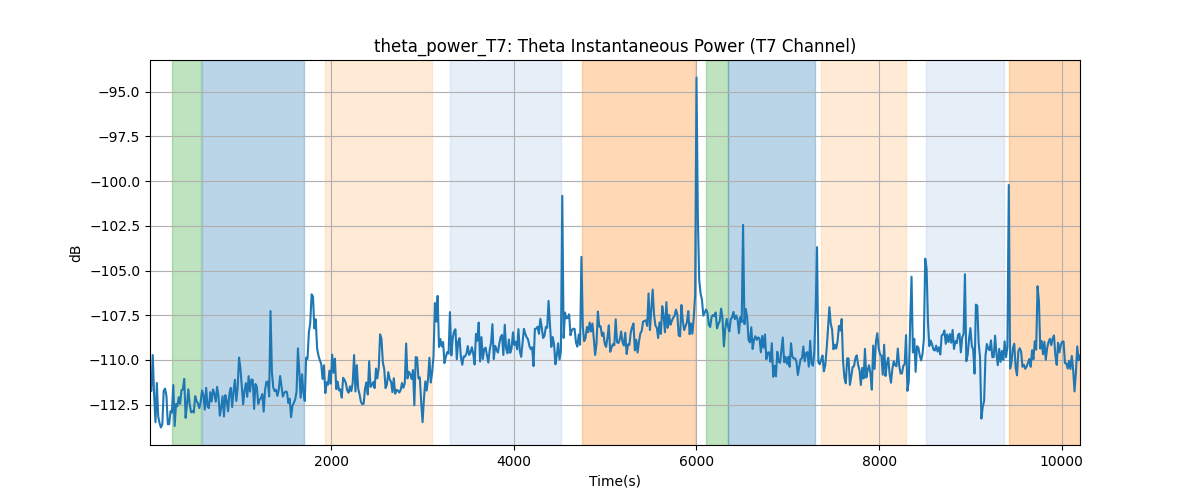 theta_power_T7: Theta Instantaneous Power (T7 Channel)
dB
−95.0
−97.5
−100.0
−102.5
−105.0
−107.5
−110.0
−112.5
2000 4000 6000 8000 10000
Time(s)